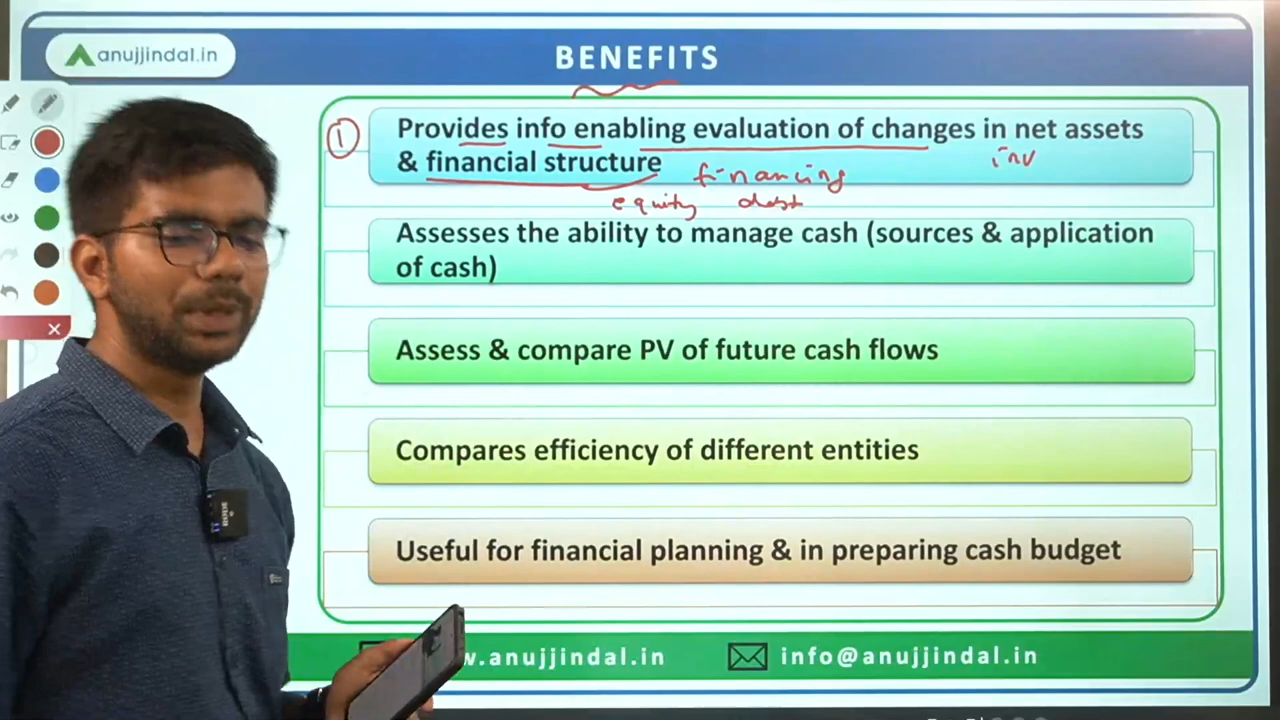 anujjindal.in
BENEFITS
①
Provides info enabling evaluation of changes in net assets
& financial structure
inv
financing
equity debt
Assesses the ability to manage cash (sources & application
of cash)
Assess & compare PV of future cash flows
Compares efficiency of different entities
Useful for financial planning & in preparing cash budget
w.anujjindal.in
info@anujjindal.in